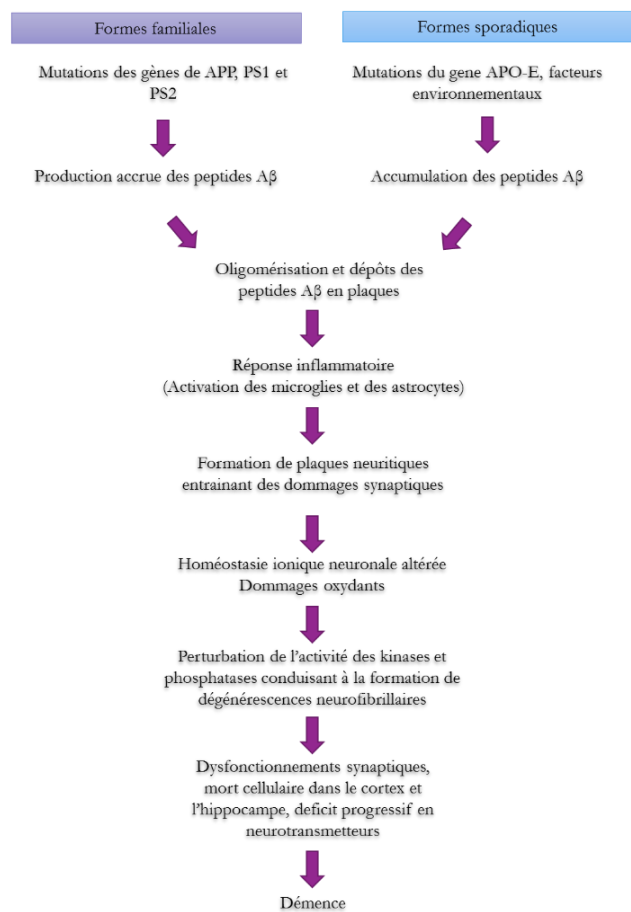 Formes familiales
Formes sporadiques
Mutations des gènes de APP, PS1 et
PS2
Mutations du gene APO-E, facteurs
environnementaux
Production accrue des peptides Aβ
Accumulation des peptides Aβ
Oligomérisation et dépôts des
peptides Aβ en plaques
Réponse inflammatoire
(Activation des microglies et des astrocytes)
Formation de plaques neuritiques
entrainant des dommages synaptiques
Homéostasie ionique neuronale altérée
Dommages oxydants
Perturbation de l’activité des kinases et
phosphatases conduisant à la formation de
dégénérescences neurofibrillaires
Dysfonctionnements synaptiques,
mort cellulaire dans le cortex et
l’hippocampe, deficit progressif en
neurotransmetteurs
Démence